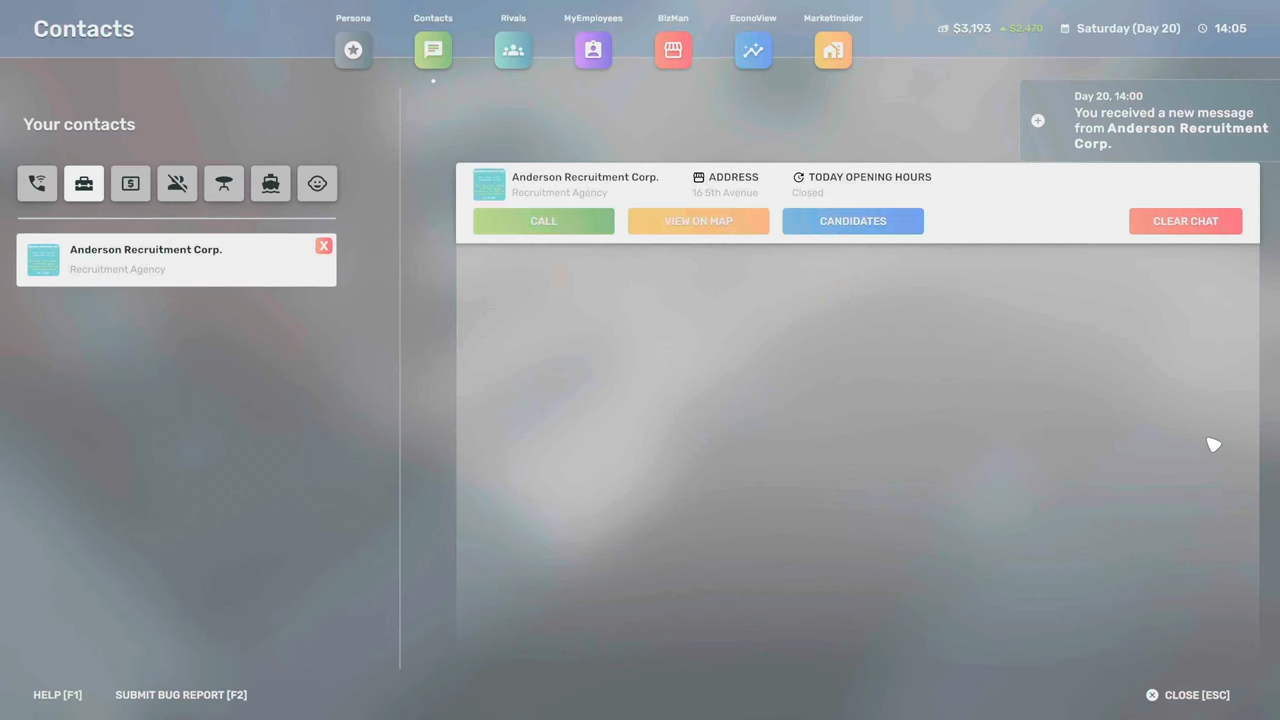 Contacts
Persona
Contacts
Rivals
MyEmployees
BizMan
EconoView
MarketInsider
$3,193
$2,470
Saturday (Day 20)
14:05
Day 20, 14:00
You received a new message
from Anderson Recruitment
Corp.
Your contacts
Anderson Recruitment Corp.
Recruitment Agency
X
Anderson Recruitment Corp.
Recruitment Agency
ADDRESS
16 5th Avenue
TODAY OPENING HOURS
Closed
CALL
VIEW ON MAP
CANDIDATES
CLEAR CHAT
HELP [F1]
SUBMIT BUG REPORT [F2]
CLOSE [ESC]